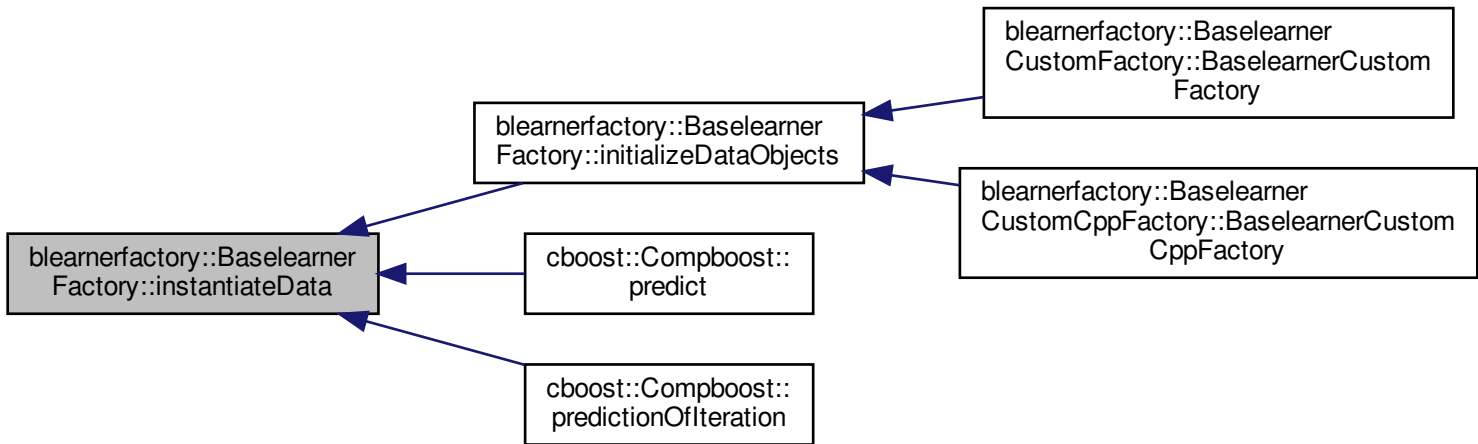 blearnerfactory::Baselearner
Factory::instantiateData
blearnerfactory::Baselearner
Factory::initializeDataObjects
cboost::Compboost::
predict
cboost::Compboost::
predictionOfIteration
blearnerfactory::Baselearner
CustomFactory::BaselearnerCustom
Factory
blearnerfactory::Baselearner
CustomCppFactory::BaselearnerCustom
CppFactory